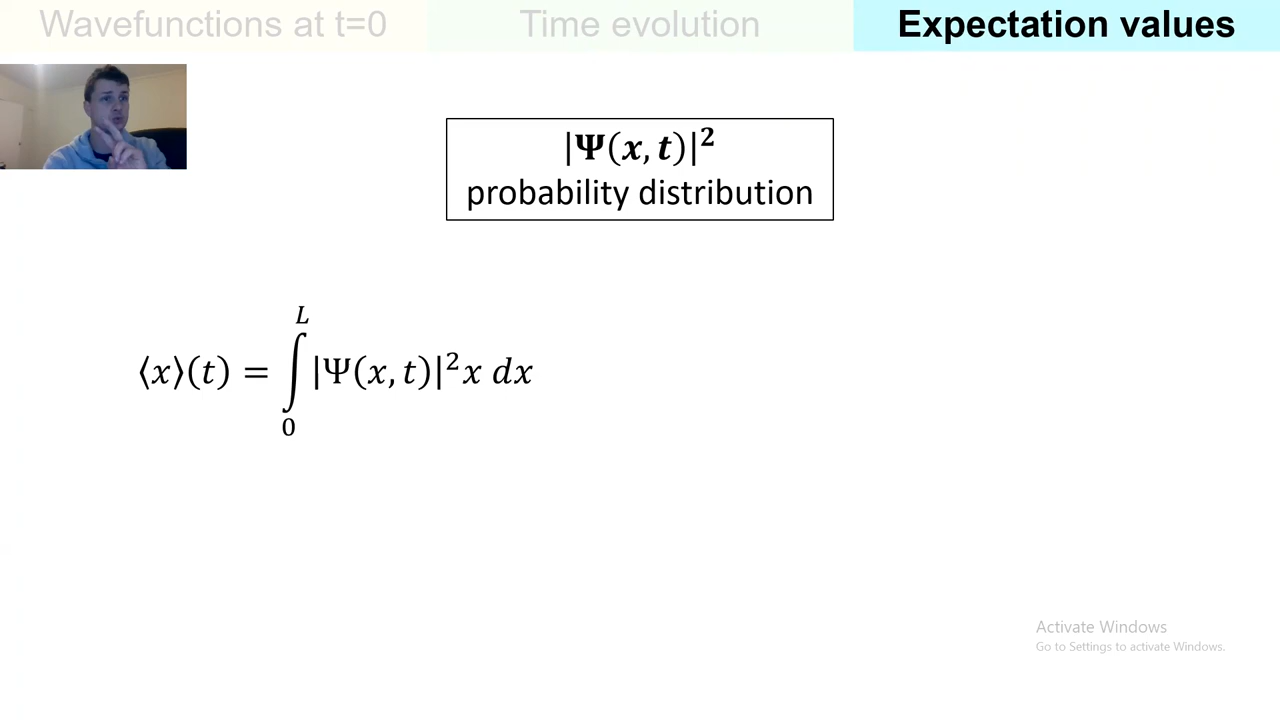 Wavefunctions at t=0
Time evolution
Expectation values
|Ψ(x, t)|²
probability distribution
⟨x⟩(t) = ∫₀ᴸ |Ψ(x, t)|²x dx
Activate Windows
Go to Settings to activate Windows.